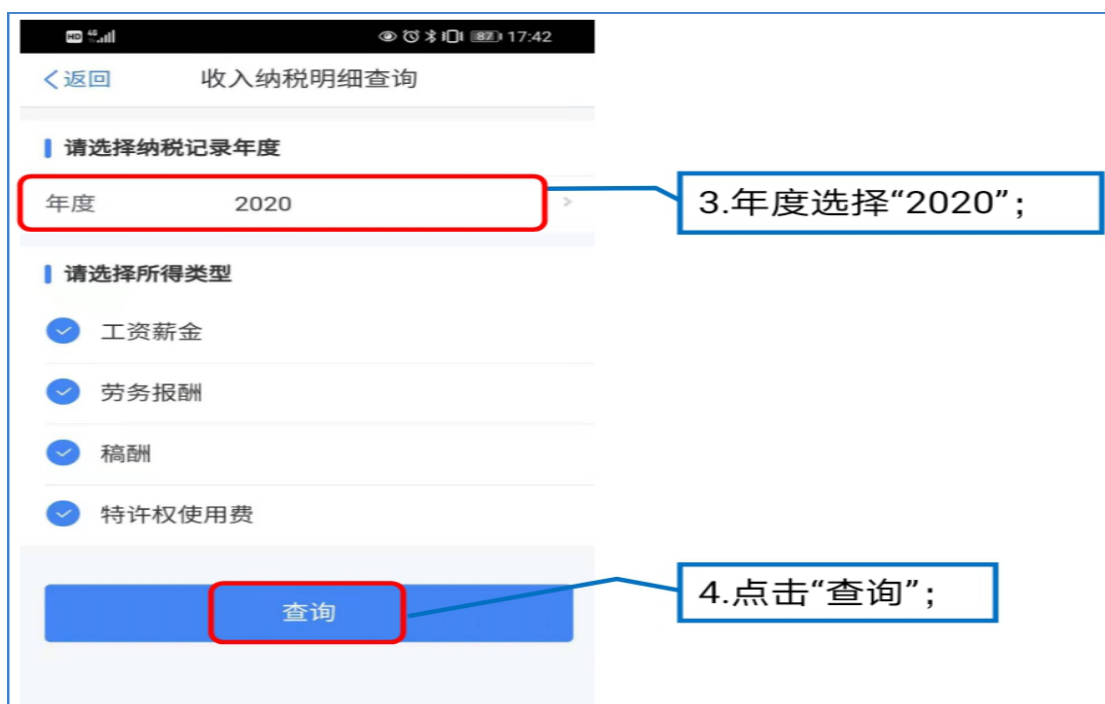 HD 4G 87 17:42
<返回 收入纳税明细查询
请选择纳税记录年度
年度 2020 >
3.年度选择“2020”；
请选择所得类型
工资薪金
劳务报酬
稿酬
特许权使用费
查询
4.点击“查询”；